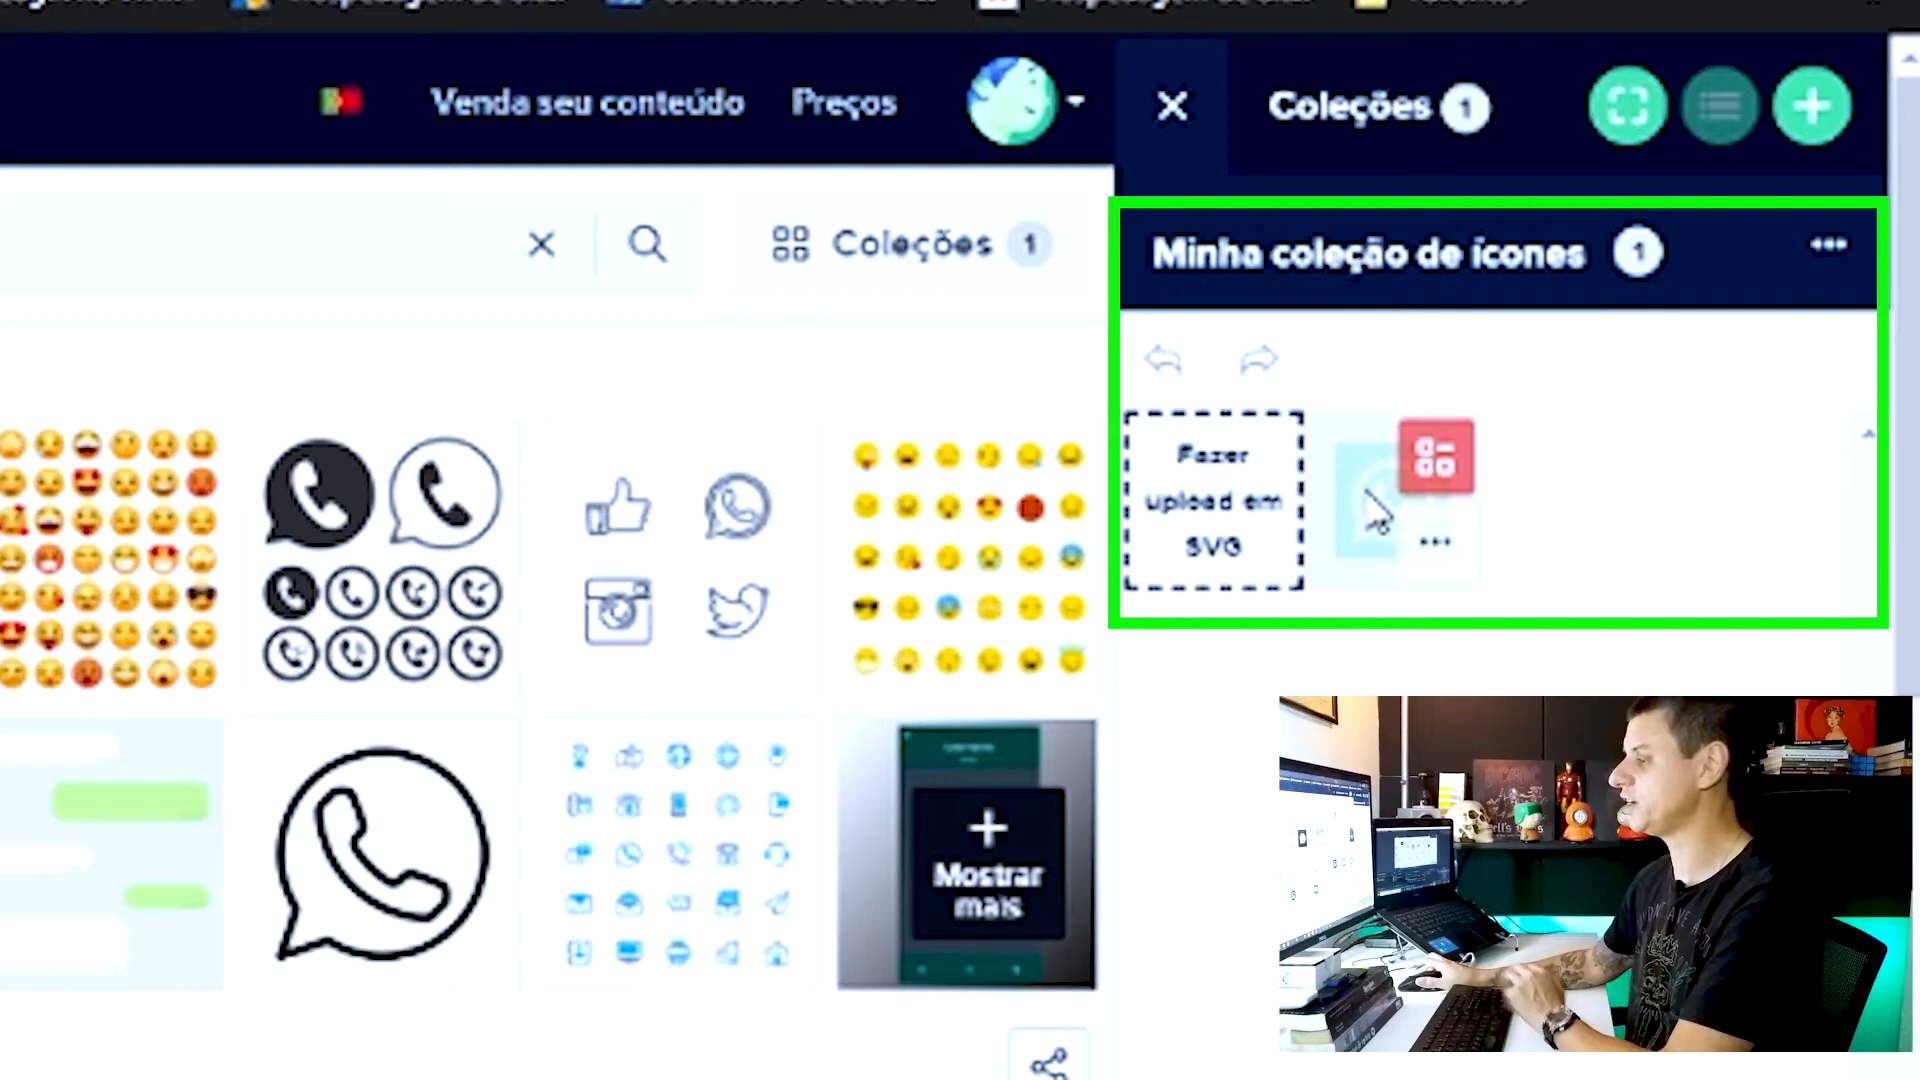 Venda seu conteúdo
Preços
Coleções 1
Coleções 1
Minha coleção de ícones 1
Fazer
upload em
SVG
Mostrar
mais